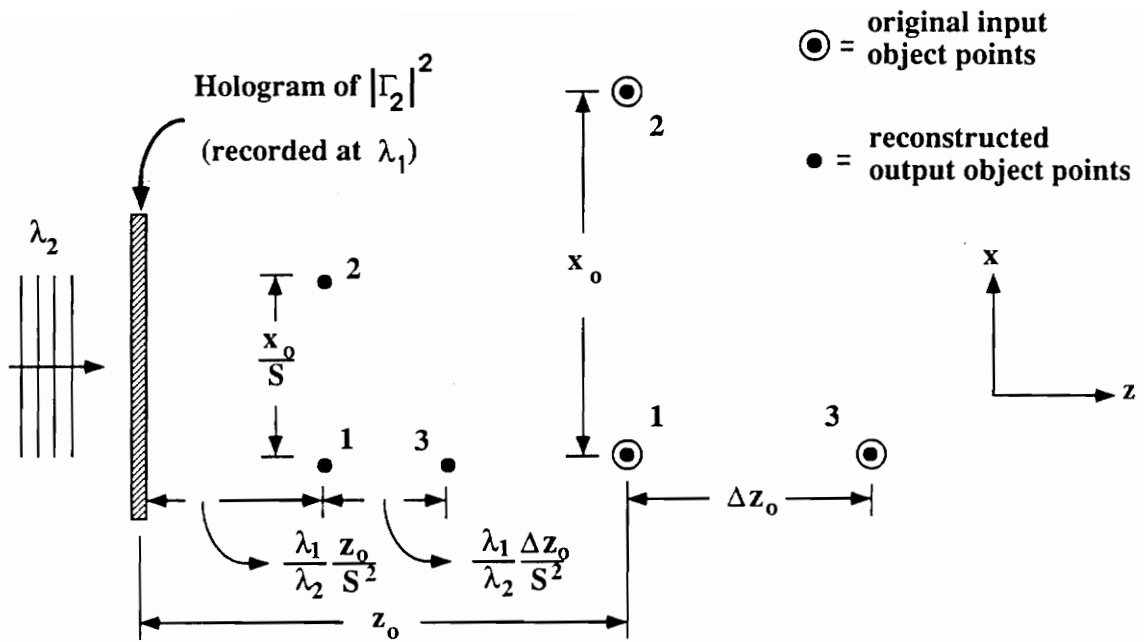 Hologram of |Γ₂|²
(recorded at λ₁)
= original input
object points
= reconstructed
output object points
λ₂
2
2
x₀
x₀/S
1
3
1
3
x
z
Δz₀
λ₁/λ₂ z₀/S²
λ₁/λ₂ Δz₀/S²
z₀